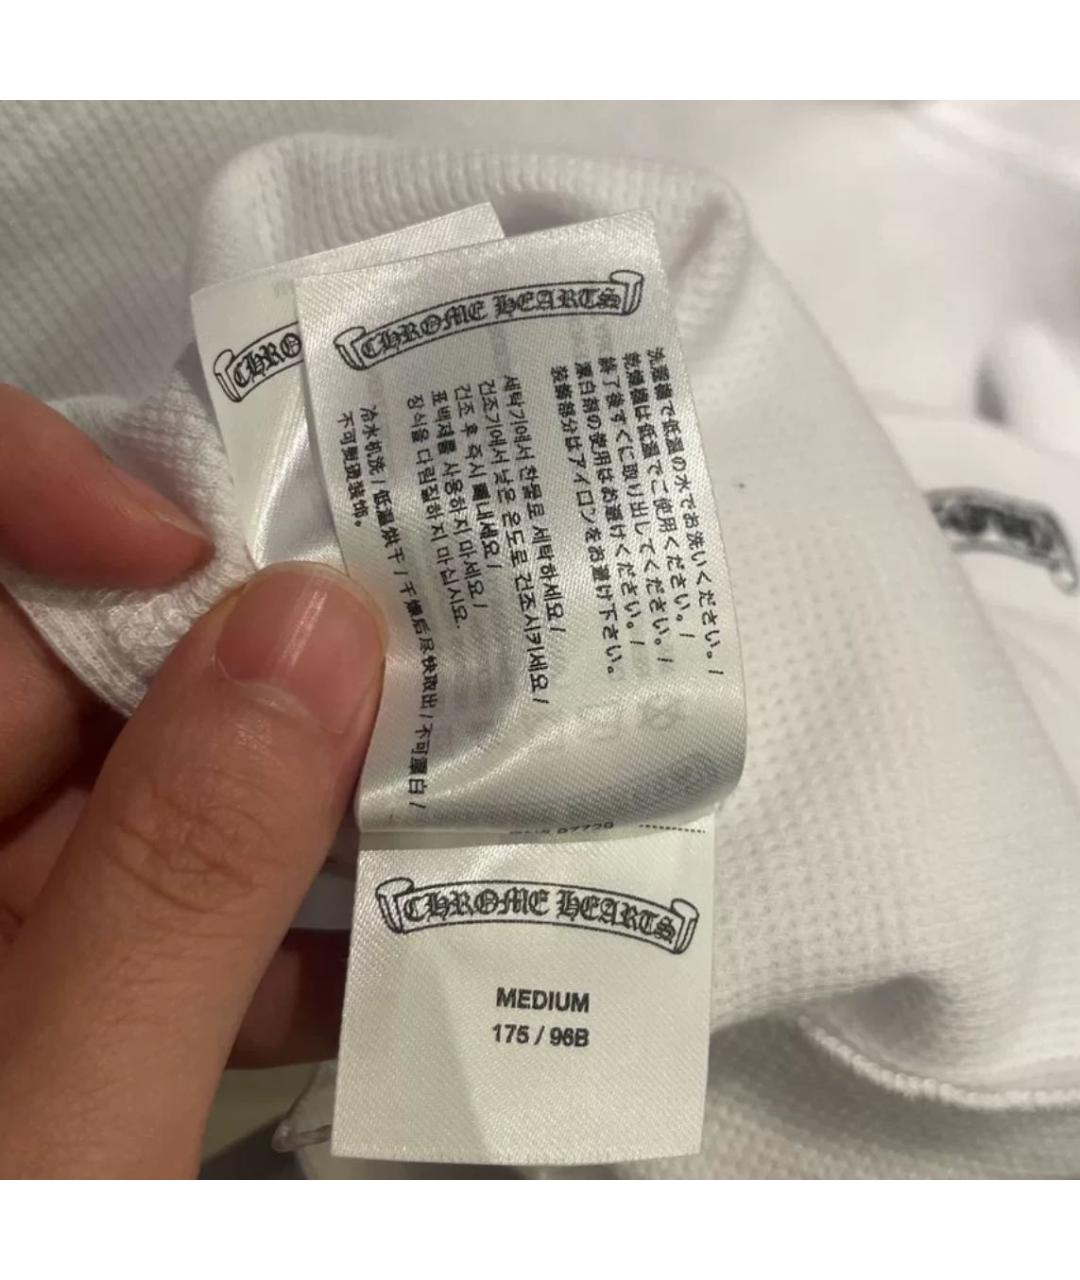 CHRO
CHROME HEARTS
洗濯機で低温の水でお洗いください。/
乾燥機は低温でご使用ください。/
終了後すぐに取り出してください。/
漂白剤の使用はお避けください。/
装飾部分はアイロンをお避け下さい。
세탁기에서 찬물로 세탁하세요/
건조기에서 낮은 온도로 건조시키세요/
건조 후 즉시 빼내세요/
표백제를 사용하지 마세요/
장식을 다림질하지 마십시요.
冷水机洗/低温烘干/干燥后尽快取出/不可漂白/
不可熨烫装饰。
CHROME HEARTS
MEDIUM
175 / 96B